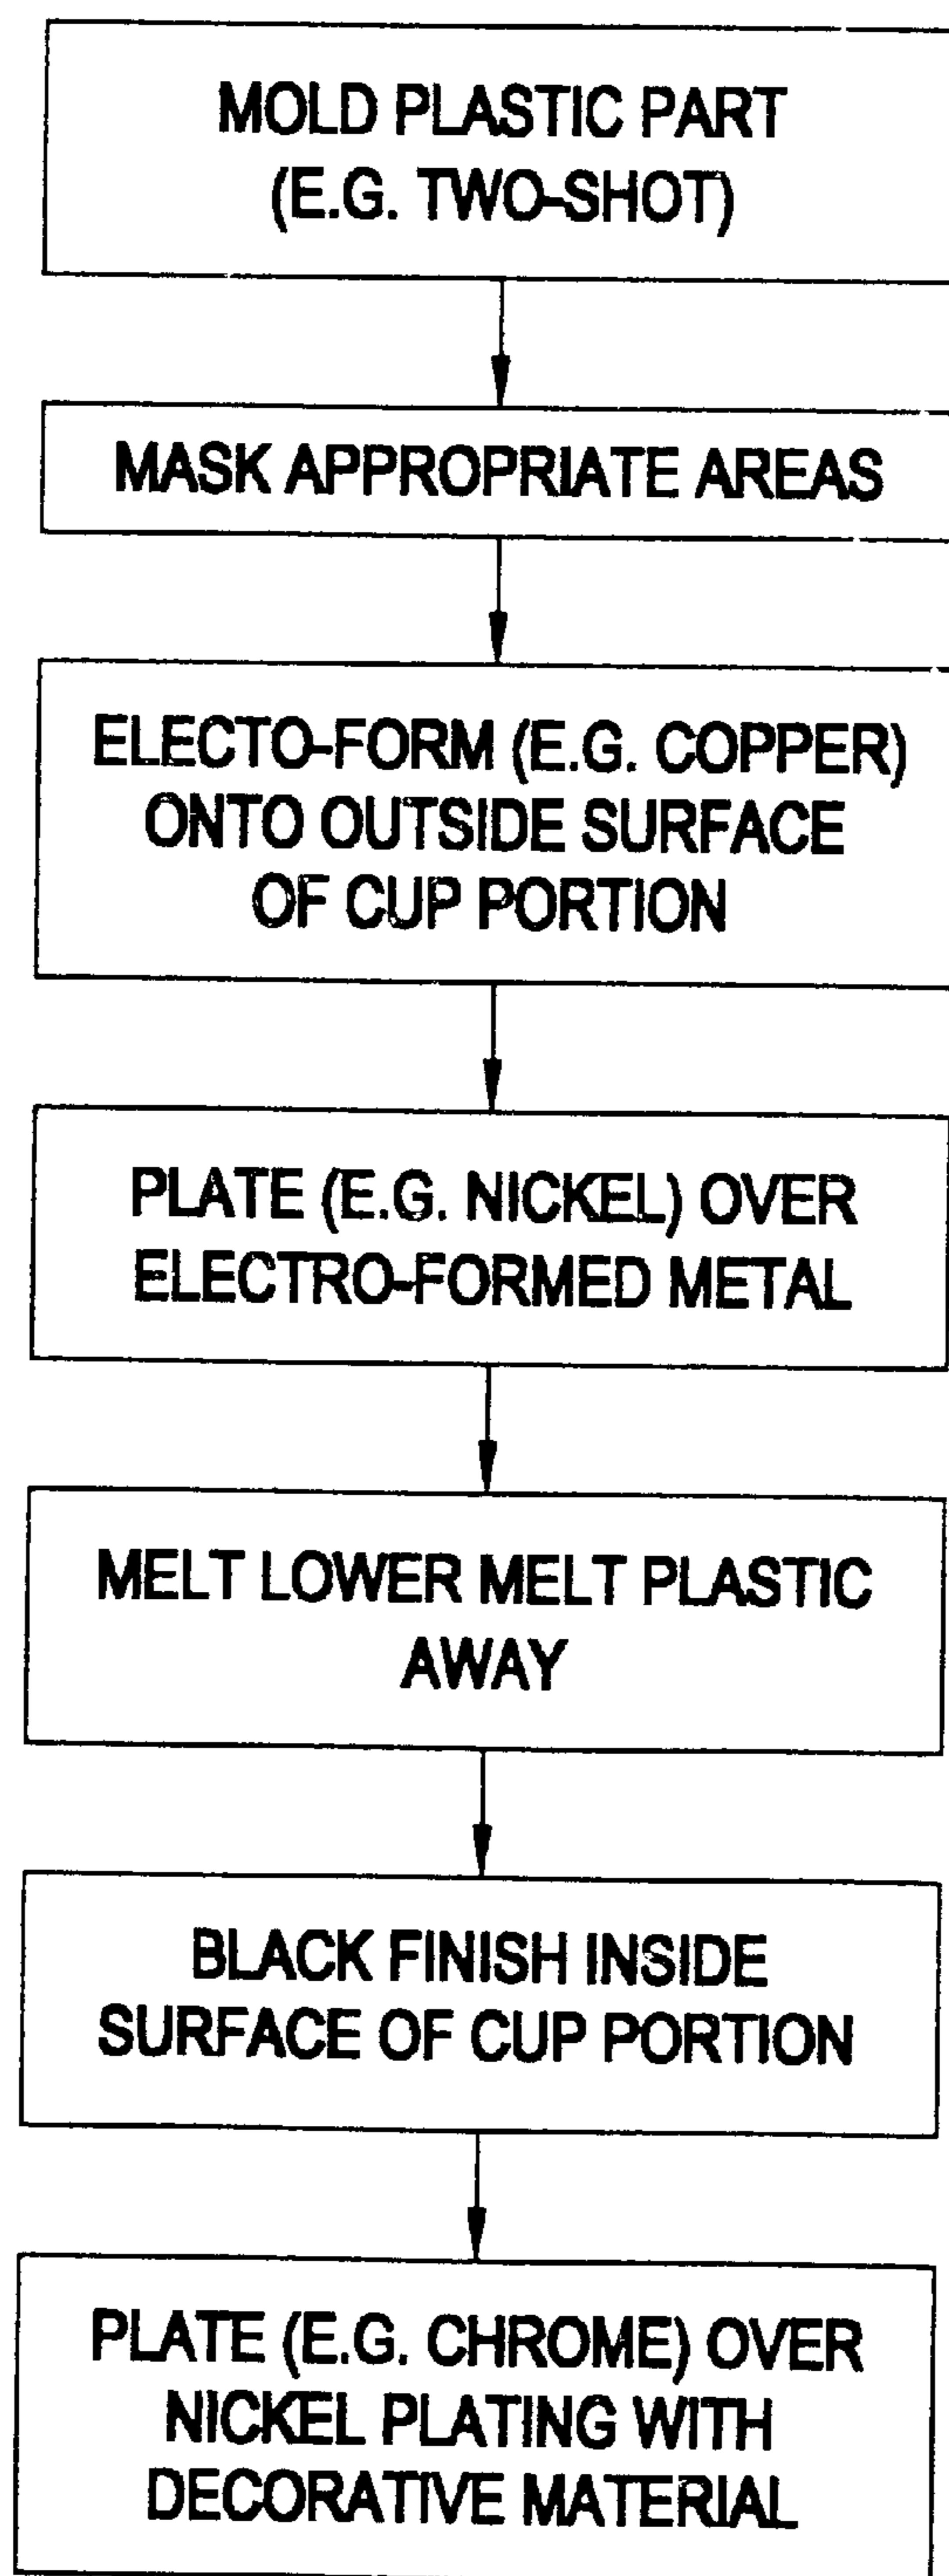 MOLD PLASTIC PART
(E.G. TWO-SHOT)
MASK APPROPRIATE AREAS
ELECTO-FORM (E.G. COPPER)
ONTO OUTSIDE SURFACE
OF CUP PORTION
PLATE (E.G. NICKEL) OVER
ELECTRO-FORMED METAL
MELT LOWER MELT PLASTIC
AWAY
BLACK FINISH INSIDE
SURFACE OF CUP PORTION
PLATE (E.G. CHROME) OVER
NICKEL PLATING WITH
DECORATIVE MATERIAL